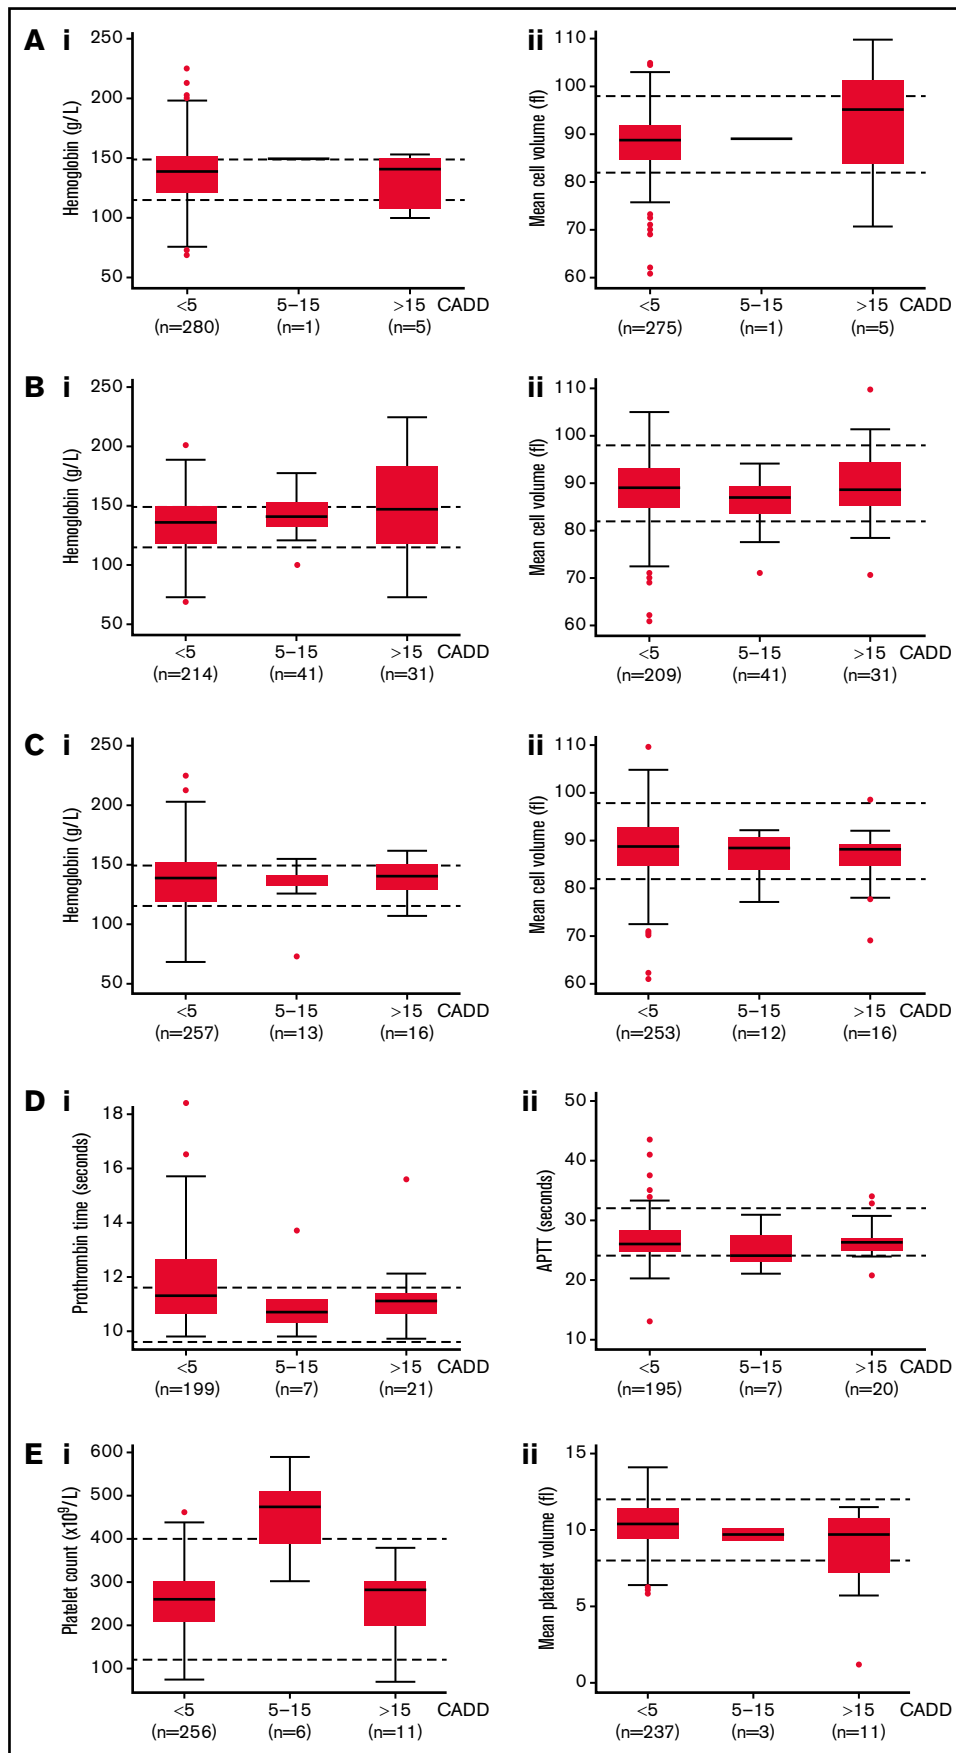 A i
Hemoglobin (g/L)
250
200
150
100
50
<5 5–15 >15 CADD
(n=280) (n=1) (n=5)
ii
Mean cell volume (fl)
110
100
90
80
70
60
<5 5–15 >15 CADD
(n=275) (n=1) (n=5)
B i
Hemoglobin (g/L)
250
200
150
100
50
<5 5–15 >15 CADD
(n=214) (n=41) (n=31)
ii
Mean cell volume (fl)
110
100
90
80
70
60
<5 5–15 >15 CADD
(n=209) (n=41) (n=31)
C i
Hemoglobin (g/L)
250
200
150
100
50
<5 5–15 >15 CADD
(n=257) (n=13) (n=16)
ii
Mean cell volume (fl)
110
100
90
80
70
60
<5 5–15 >15 CADD
(n=253) (n=12) (n=16)
D i
Prothrombin time (seconds)
18
16
14
12
10
<5 5–15 >15 CADD
(n=199) (n=7) (n=21)
ii
APTT (seconds)
50
40
30
20
10
<5 5–15 >15 CADD
(n=195) (n=7) (n=20)
E i
Platelet count (x10⁹/L)
600
500
400
300
200
100
<5 5–15 >15 CADD
(n=256) (n=6) (n=11)
ii
Mean platelet volume (fl)
15
10
5
0
<5 5–15 >15 CADD
(n=237) (n=3) (n=11)